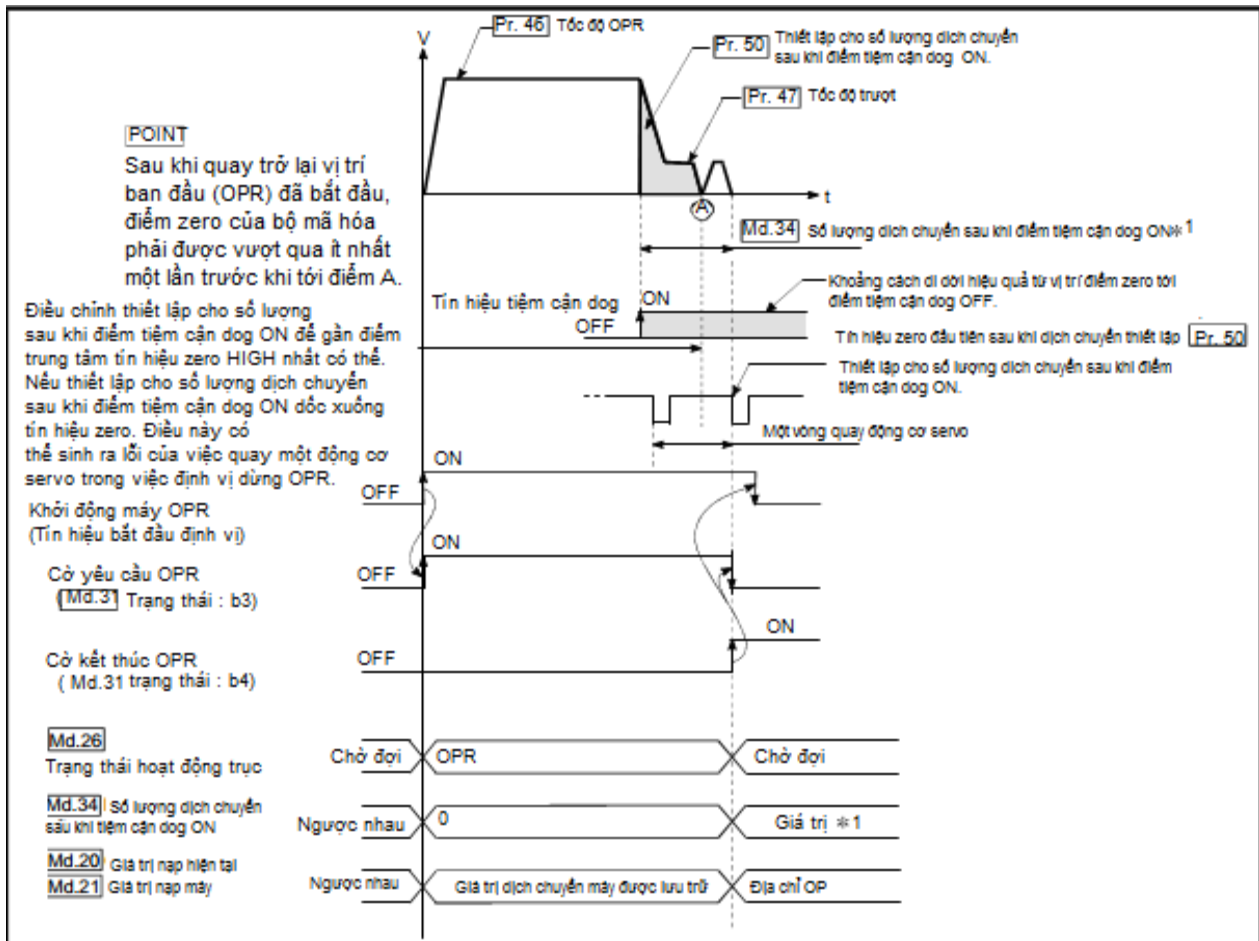 V
Pr. 46 Tốc độ OPR
Pr. 50 Thiết lập cho số lượng dịch chuyển
sau khi điểm tiệm cận dog ON.
Pr. 47 Tốc độ trượt
POINT
Sau khi quay trở lại vị trí
ban đầu (OPR) đã bắt đầu,
điểm zero của bộ mã hóa
phải được vượt qua ít nhất
một lần trước khi tới điểm A.
t
A
Md.34 Số lượng dịch chuyển sau khi điểm tiệm cận dog ON*1
Khoảng cách di dời hiệu quả từ vị trí điểm zero tới
điểm tiệm cận dog OFF.
Tín hiệu tiệm cận dog
ON
OFF
Tín hiệu zero đầu tiên sau khi dịch chuyển thiết lập Pr. 50
Điều chỉnh thiết lập cho số lượng
sau khi điểm tiệm cận dog ON để gần điểm
trung tâm tín hiệu zero HIGH nhất có thể.
Nếu thiết lập cho số lượng dịch chuyển
sau khi điểm tiệm cận dog ON dốc xuống
tín hiệu zero. Điều này có
thể sinh ra lỗi của việc quay một động cơ
servo trong việc định vị dừng OPR.
Thiết lập cho số lượng dịch chuyển sau khi điểm
tiệm cận dog ON.
Một vòng quay động cơ servo
ON
OFF
Khởi động máy OPR
(Tín hiệu bắt đầu định vị)
ON
OFF
Cờ yêu cầu OPR
(Md.31 Trạng thái : b3)
ON
OFF
Cờ kết thúc OPR
( Md.31 trạng thái : b4)
Md.26
Trạng thái hoạt động trục
Chờ đợi
OPR
Chờ đợi
Md.34 Số lượng dịch chuyển
sấu khi tiệm cận dog ON
Ngược nhau
0
Giá trị *1
Md.20 Giá trị nạp hiện tại
Md.21 Giá trị nạp máy
Ngược nhau
Giá trị dịch chuyển máy được lưu trữ
Địa chỉ OP